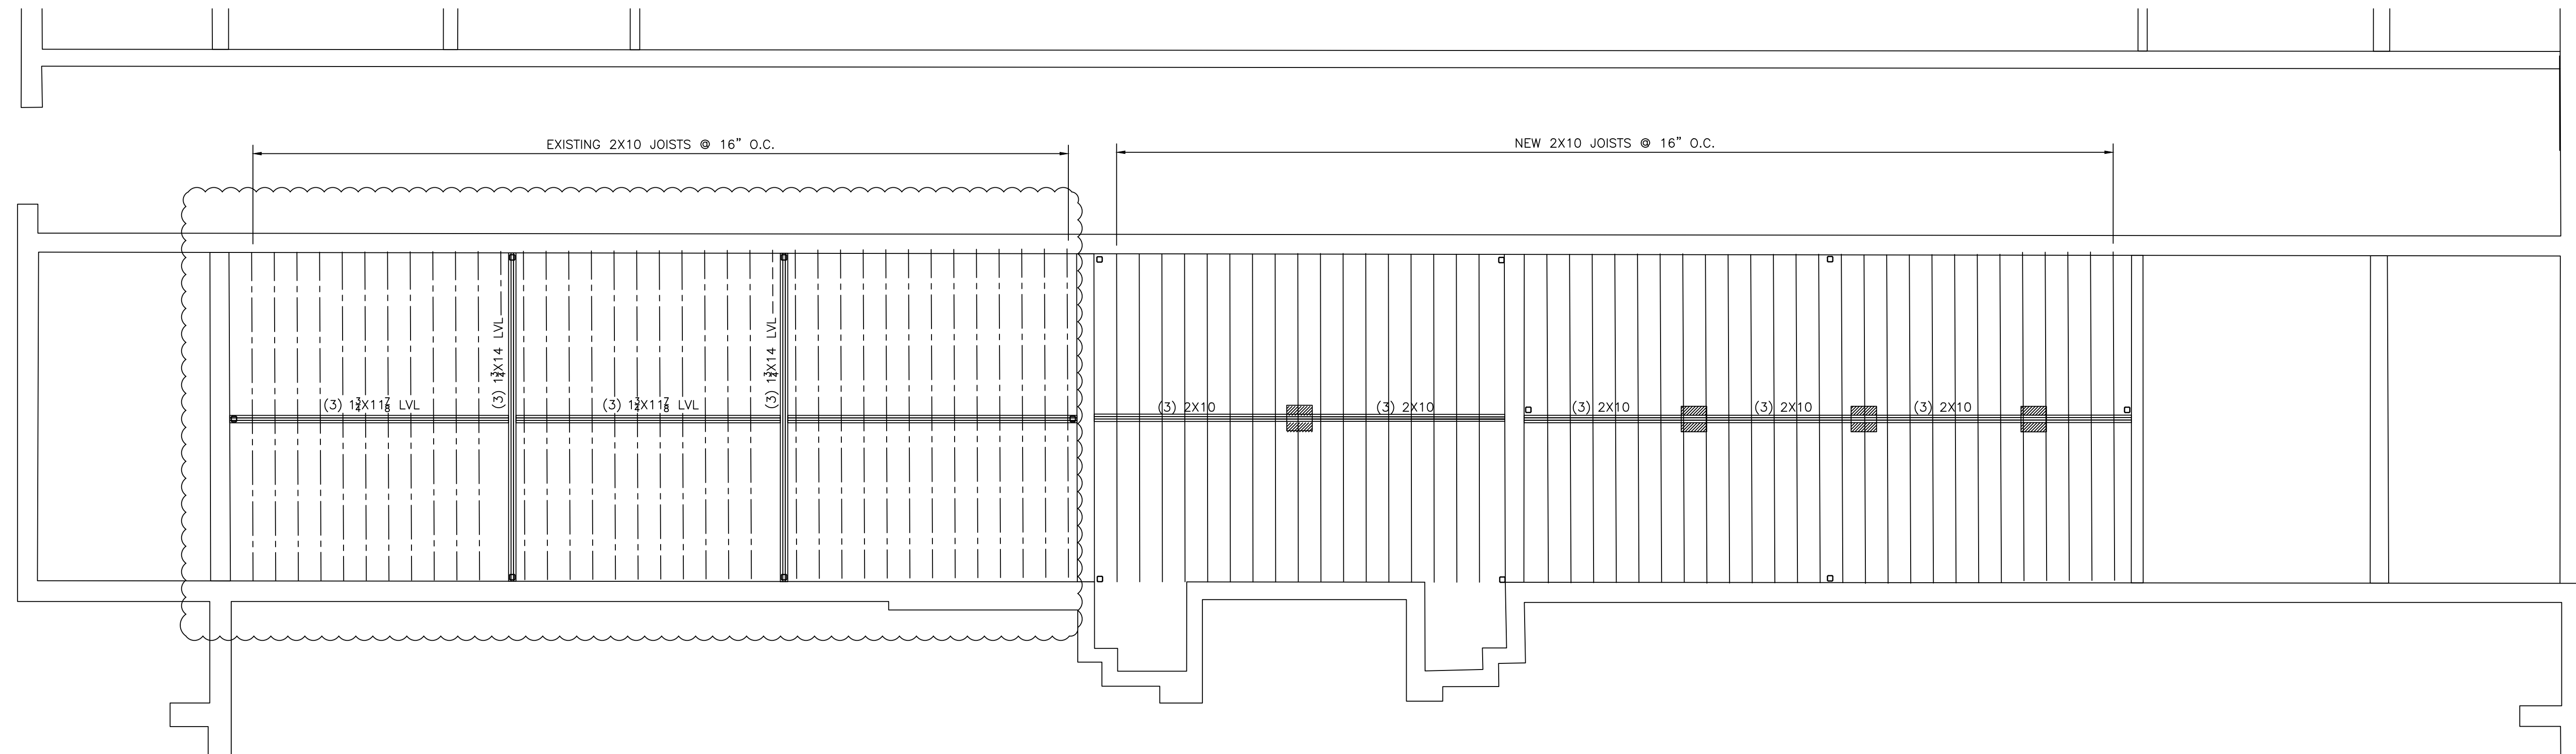 EXISTING 2X10 JOISTS @ 16" O.C.
NEW 2X10 JOISTS @ 16" O.C.
(3) 1¾X14 LVL
(3) 1¾X14 LVL
(3) 1¾X11⅞ LVL
(3) 1¾X11⅞ LVL
(3) 2X10
(3) 2X10
(3) 2X10
(3) 2X10
(3) 2X10